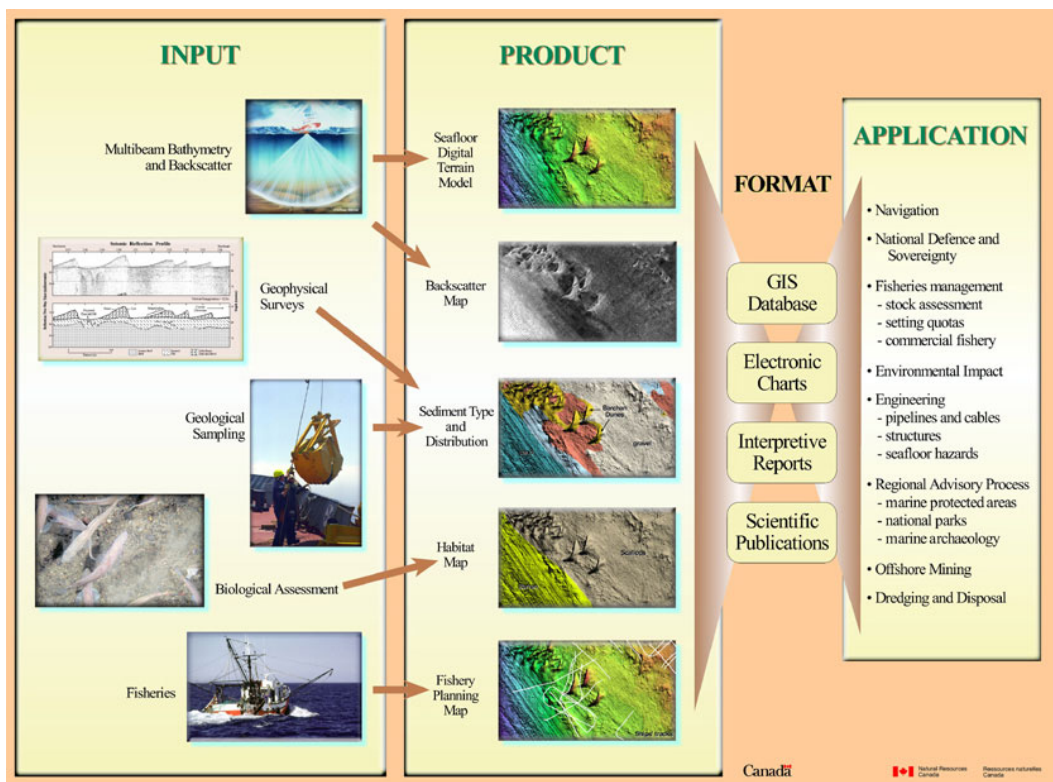 INPUT
Multibeam Bathymetry
and Backscatter
Seismic Reflection Profile
Geophysical
Surveys
Geological
Sampling
Biological Assessment
Fisheries
PRODUCT
Seafloor
Digital
Terrain
Model
Backscatter
Map
Sediment Type
and
Distribution
Barchan
Dunes
gravel
Habitat
Map
Scallops
Fishery
Planning
Map
FORMAT
GIS
Database
Electronic
Charts
Interpretive
Reports
Scientific
Publications
APPLICATION
• Navigation
• National Defence and
Sovereignty
• Fisheries management
- stock assessment
- setting quotas
- commercial fishery
• Environmental Impact
• Engineering
- pipelines and cables
- structures
- seafloor hazards
• Regional Advisory Process
- marine protected areas
- national parks
- marine archaeology
• Offshore Mining
• Dredging and Disposal
Canada
Natural Resources
Canada
Ressources naturelles
Canada